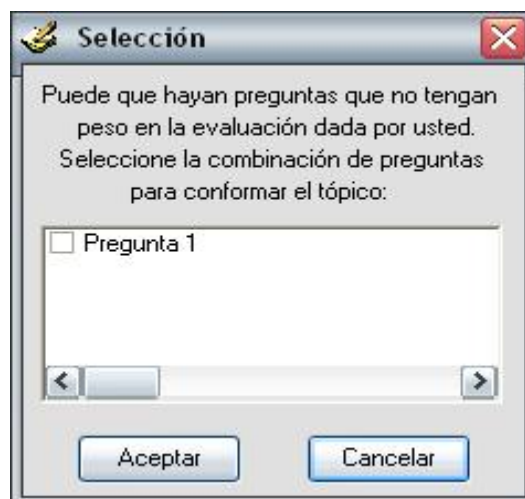 Selección
Puede que hayan preguntas que no tengan
peso en la evaluación dada por usted.
Seleccione la combinación de preguntas
para conformar el tópico:
Pregunta 1
Aceptar
Cancelar